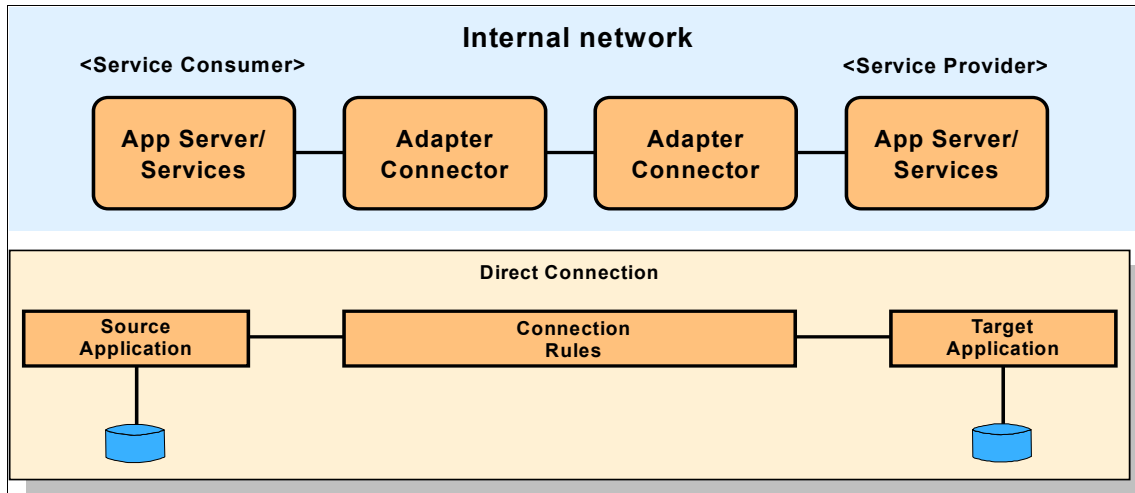 Internal network
<Service Consumer>
<Service Provider>
App Server/
Services
Adapter
Connector
Adapter
Connector
App Server/
Services
Direct Connection
Source
Application
Connection
Rules
Target
Application